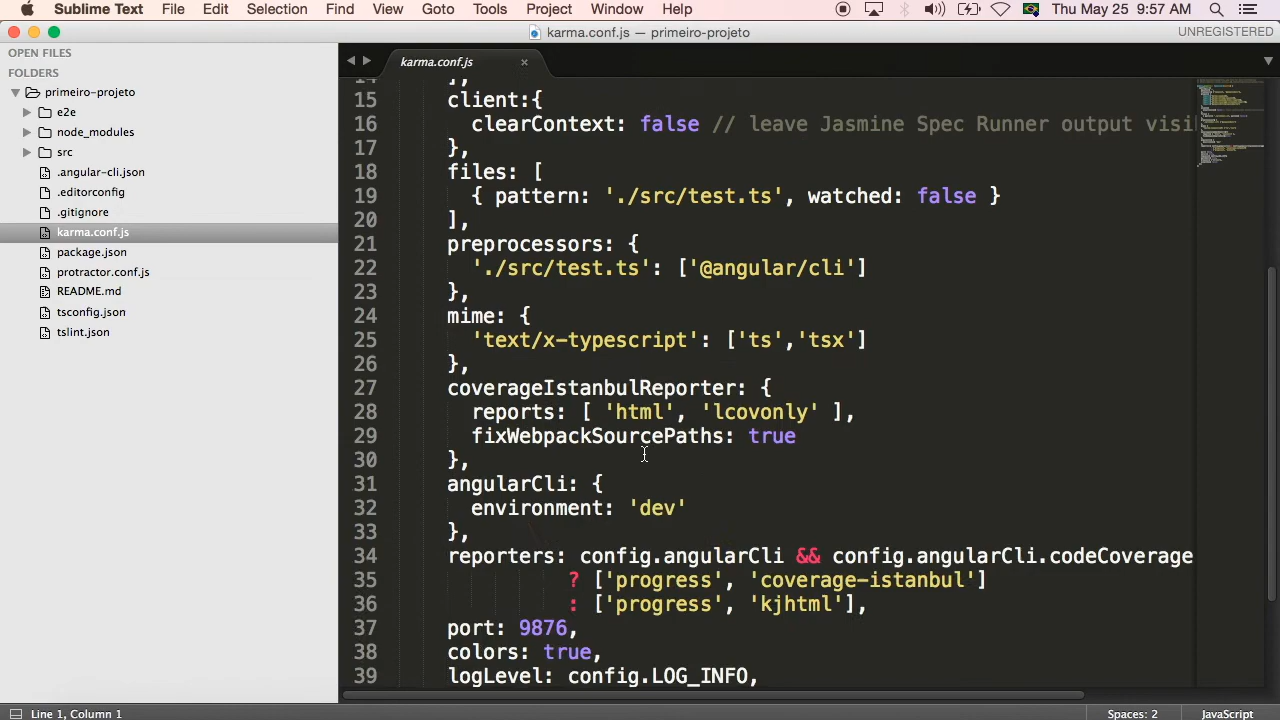 Sublime Text File Edit Selection Find View Goto Tools Project Window Help Thu May 25 9:57 AM
karma.conf.js — primeiro-projeto UNREGISTERED
OPEN FILES
FOLDERS
primeiro-projeto
e2e
node_modules
src
.angular-cli.json
.editorconfig
.gitignore
karma.conf.js
package.json
protractor.conf.js
README.md
tsconfig.json
tslint.json
karma.conf.js ×
14 ],
15 client:{
16 clearContext: false // leave Jasmine Spec Runner output visi
17 },
18 files: [
19 { pattern: './src/test.ts', watched: false }
20 ],
21 preprocessors: {
22 './src/test.ts': ['@angular/cli']
23 },
24 mime: {
25 'text/x-typescript': ['ts','tsx']
26 },
27 coverageIstanbulReporter: {
28 reports: [ 'html', 'lcovonly' ],
29 fixWebpackSourcePaths: true
30 },
31 angularCli: {
32 environment: 'dev'
33 },
34 reporters: config.angularCli && config.angularCli.codeCoverage
35 ? ['progress', 'coverage-istanbul']
36 : ['progress', 'kjhtml'],
37 port: 9876,
38 colors: true,
39 logLevel: config.LOG_INFO,
Line 1, Column 1 Spaces: 2 JavaScript